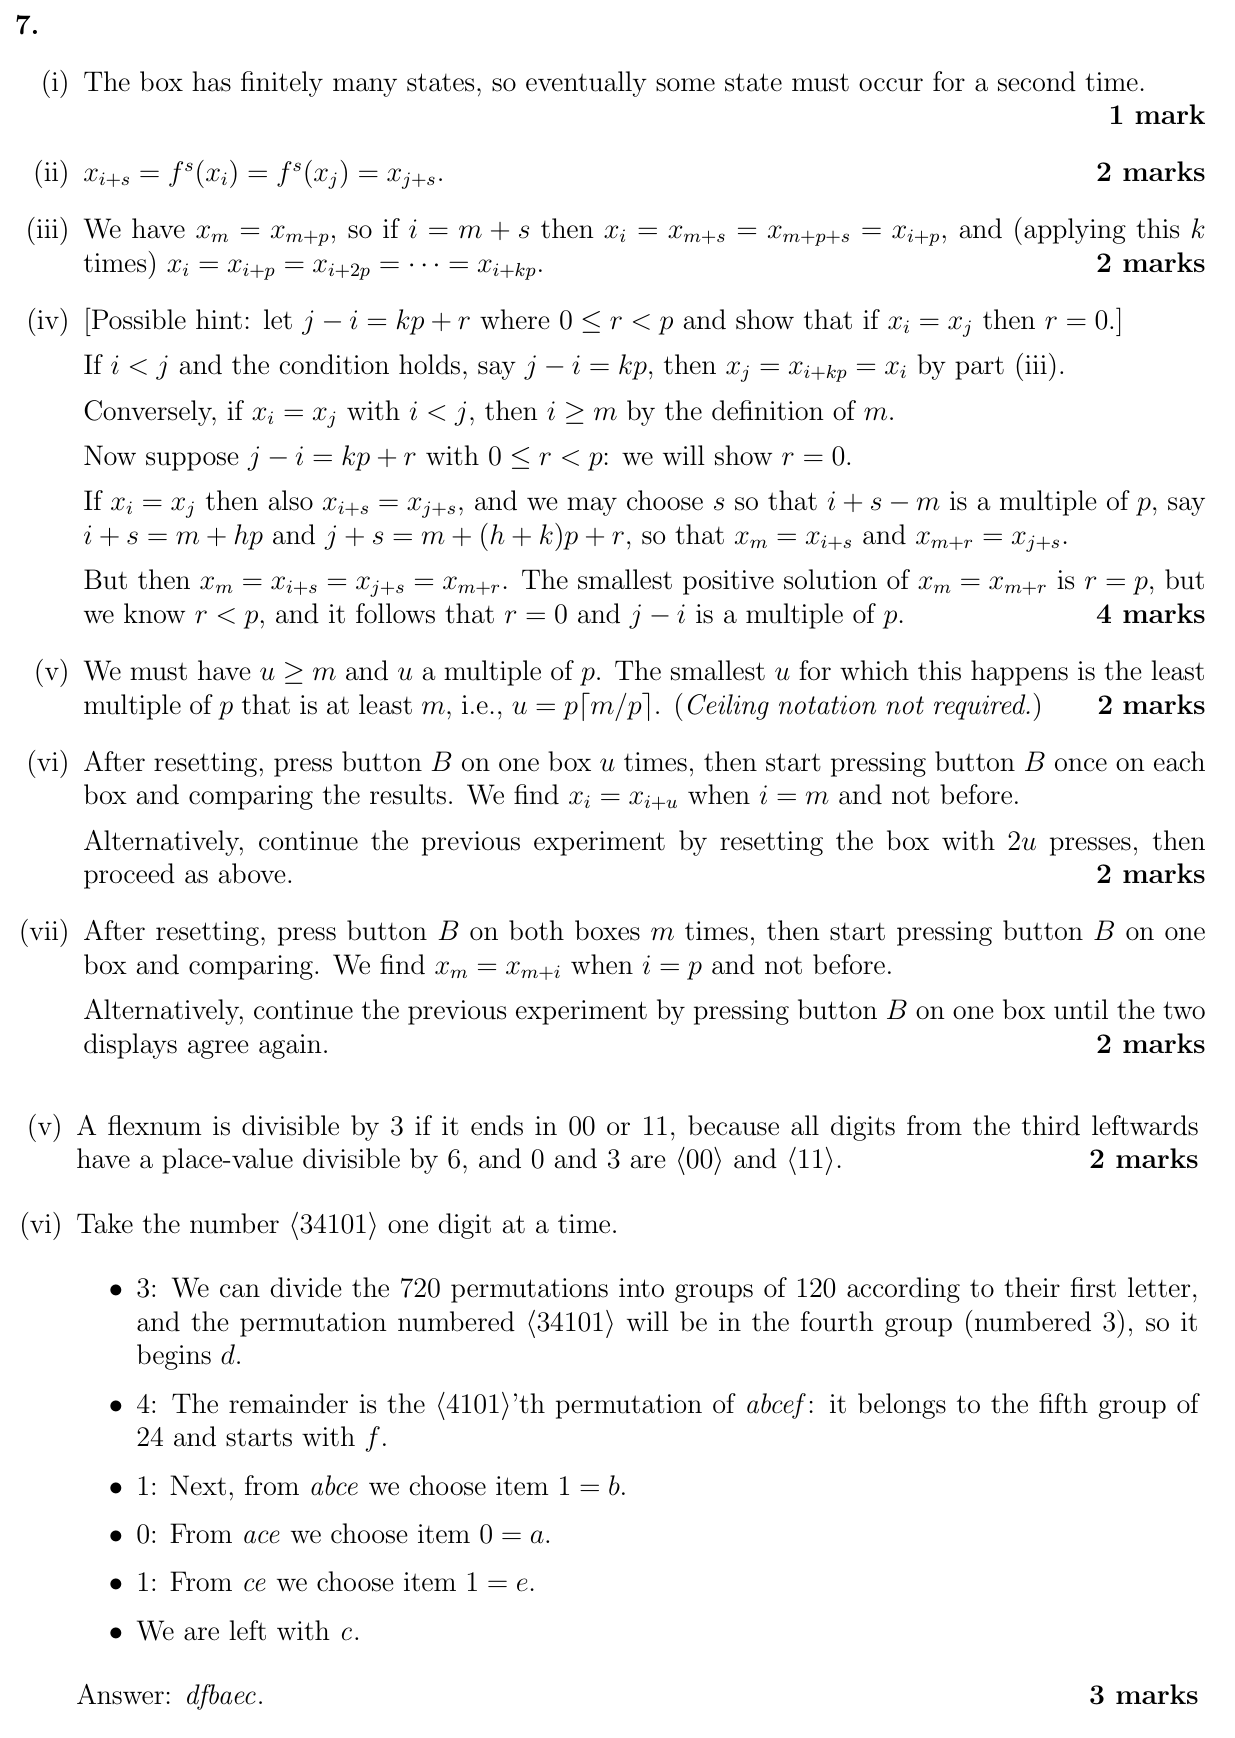 7.
(i) The box has finitely many states, so eventually some state must occur for a second time.
1 mark
(ii) x_{i+s} = f^s(x_i) = f^s(x_j) = x_{j+s}. 2 marks
(iii) We have x_m = x_{m+p}, so if i = m + s then x_i = x_{m+s} = x_{m+p+s} = x_{i+p}, and (applying this k
times) x_i = x_{i+p} = x_{i+2p} = ⋯ = x_{i+kp}. 2 marks
(iv) [Possible hint: let j − i = kp + r where 0 ≤ r < p and show that if x_i = x_j then r = 0.]
If i < j and the condition holds, say j − i = kp, then x_j = x_{i+kp} = x_i by part (iii).
Conversely, if x_i = x_j with i < j, then i ≥ m by the definition of m.
Now suppose j − i = kp + r with 0 ≤ r < p: we will show r = 0.
If x_i = x_j then also x_{i+s} = x_{j+s}, and we may choose s so that i + s − m is a multiple of p, say
i + s = m + hp and j + s = m + (h + k)p + r, so that x_m = x_{i+s} and x_{m+r} = x_{j+s}.
But then x_m = x_{i+s} = x_{j+s} = x_{m+r}. The smallest positive solution of x_m = x_{m+r} is r = p, but
we know r < p, and it follows that r = 0 and j − i is a multiple of p. 4 marks
(v) We must have u ≥ m and u a multiple of p. The smallest u for which this happens is the least
multiple of p that is at least m, i.e., u = p⌈m/p⌉. (Ceiling notation not required.) 2 marks
(vi) After resetting, press button B on one box u times, then start pressing button B once on each
box and comparing the results. We find x_i = x_{i+u} when i = m and not before.
Alternatively, continue the previous experiment by resetting the box with 2u presses, then
proceed as above. 2 marks
(vii) After resetting, press button B on both boxes m times, then start pressing button B on one
box and comparing. We find x_m = x_{m+i} when i = p and not before.
Alternatively, continue the previous experiment by pressing button B on one box until the two
displays agree again. 2 marks
(v) A flexnum is divisible by 3 if it ends in 00 or 11, because all digits from the third leftwards
have a place-value divisible by 6, and 0 and 3 are ⟨00⟩ and ⟨11⟩. 2 marks
(vi) Take the number ⟨34101⟩ one digit at a time.
• 3: We can divide the 720 permutations into groups of 120 according to their first letter,
and the permutation numbered ⟨34101⟩ will be in the fourth group (numbered 3), so it
begins d.
• 4: The remainder is the ⟨4101⟩'th permutation of abcef: it belongs to the fifth group of
24 and starts with f.
• 1: Next, from abce we choose item 1 = b.
• 0: From ace we choose item 0 = a.
• 1: From ce we choose item 1 = e.
• We are left with c.
Answer: dfbaec. 3 marks